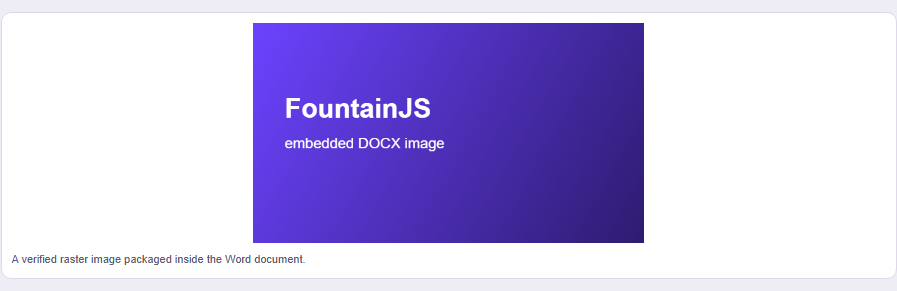 FountainJS
embedded DOCX image
A verified raster image packaged inside the Word document.